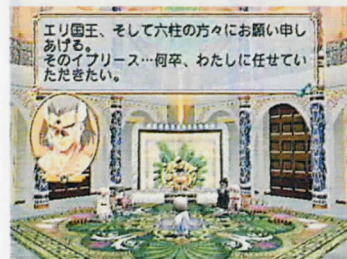 エリ国王、そして六柱の方々にお願い申し
あげる。
そのイフリース…何卒、わたしに任せてい
ただきたい。